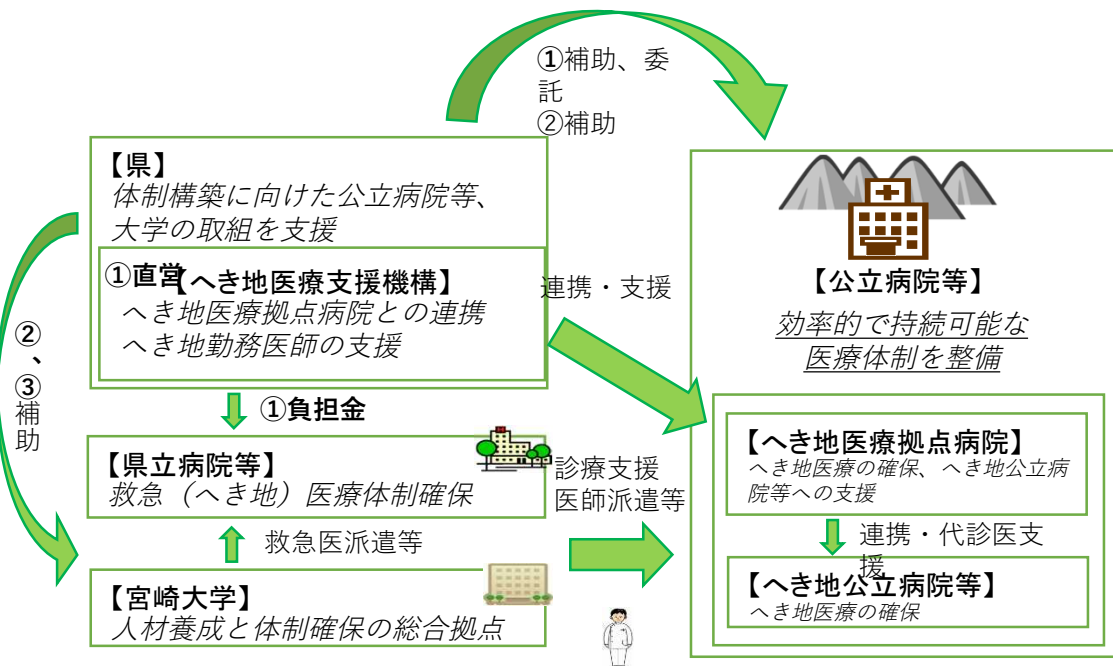 ①補助、委
託
②補助
【県】
体制構築に向けた公立病院等、
大学の取組を支援
①直営
【へき地医療支援機構】
へき地医療拠点病院との連携
へき地勤務医師の支援
②、③補助
①負担金
【県立病院等】
救急（へき地）医療体制確保
救急医派遣等
【宮崎大学】
人材養成と体制確保の総合拠点
連携・支援
診療支援
医師派遣等
【公立病院等】
効率的で持続可能な
医療体制を整備
【へき地医療拠点病院】
へき地医療の確保、へき地公立病
院等への支援
連携・代診医支
援
【へき地公立病院等】
へき地医療の確保